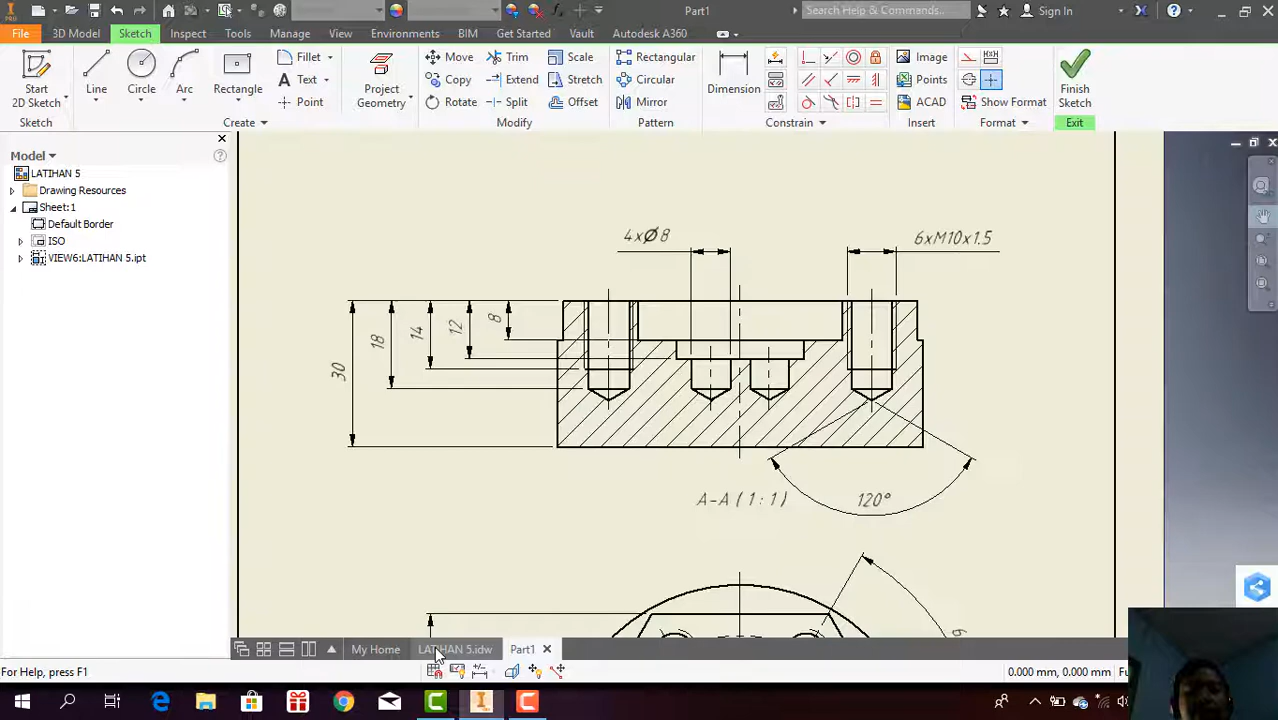 PRO
Part1
Search Help & Commands...
Sign In
File
3D Model
Sketch
Inspect
Tools
Manage
View
Environments
BIM
Get Started
Vault
Autodesk A360
Start
2D Sketch
Line
Circle
Arc
Rectangle
Fillet
Text
Point
Project
Geometry
Move
Copy
Rotate
Trim
Extend
Split
Scale
Stretch
Offset
Rectangular
Circular
Mirror
Dimension
Image
Points
ACAD
Show Format
Finish
Sketch
Sketch
Create
Modify
Pattern
Constrain
Insert
Format
Exit
Model
LATIHAN 5
Drawing Resources
Sheet:1
Default Border
ISO
VIEW6:LATIHAN 5.ipt
4xØ8
6xM10x1.5
30
18
14
12
8
A-A ( 1 : 1 )
120°
6
My Home
LATIHAN 5.idw
Part1
For Help, press F1
0.000 mm, 0.000 mm
Fu